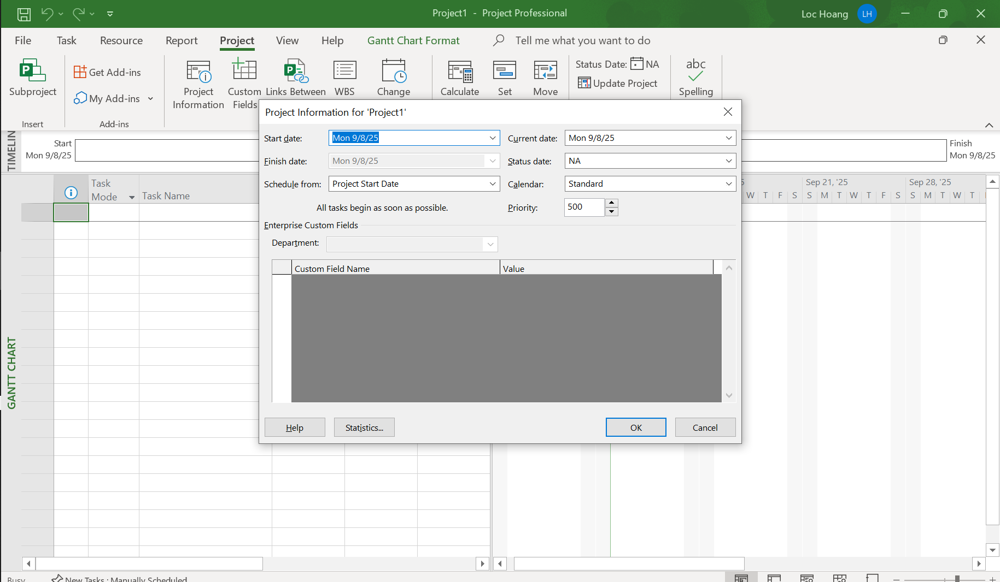 Project1 - Project Professional
Loc Hoang
LH
File Task Resource Report Project View Help Gantt Chart Format Tell me what you want to do
Subproject
Get Add-ins
My Add-ins
Project Information
Custom Fields
Links Between
WBS
Change
Calculate
Set
Move
Status Date: NA
Update Project
abc
Spelling
Insert
Add-ins
TIMELIN
Start
Mon 9/8/25
Finish
Mon 9/8/25
Project Information for 'Project1'
Start date: Mon 9/8/25
Current date: Mon 9/8/25
Finish date: Mon 9/8/25
Status date: NA
Schedule from: Project Start Date
Calendar: Standard
All tasks begin as soon as possible.
Priority: 500
Enterprise Custom Fields
Department:
Custom Field Name Value
Help Statistics... OK Cancel
Task Mode
Task Name
5 Sep 21, '25 Sep 28, '25
W T F S S M T W T F S S M T W T
GANTT CHART
Busy New Tasks : Manually Scheduled